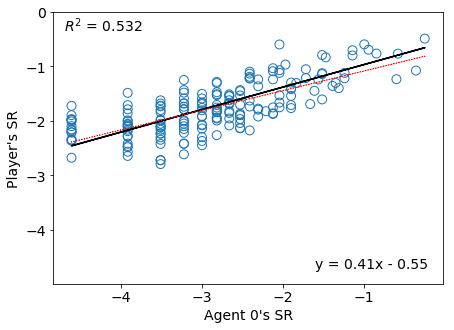 R² = 0.532
0
−1
−2
−3
−4
Player's SR
y = 0.41x - 0.55
−4 −3 −2 −1
Agent 0's SR